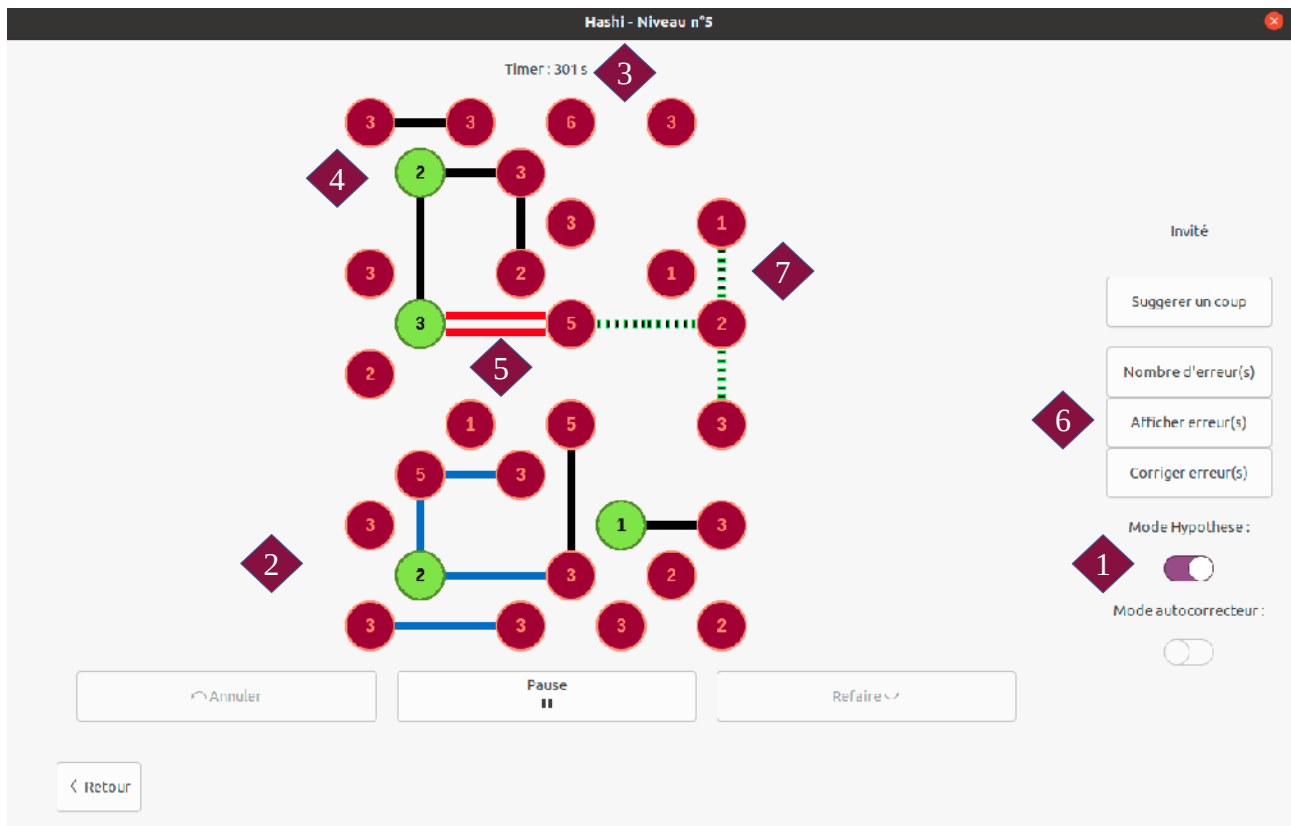 Hashi - Niveau n°5
Timer : 301 s 3
3 3 6 3
4 2 3
3 1 Invité
3 2 1 7
Suggerer un coup
3 5 2
5
2 Nombre d'erreur(s)
1 5 3 6 Afficher erreur(s)
5 3 Corriger erreur(s)
3 1 3 Mode Hypothese :
2 2 3 2 1
Mode autocorrecteur :
3 3 3 2
Annuler Pause Refaire
Retour